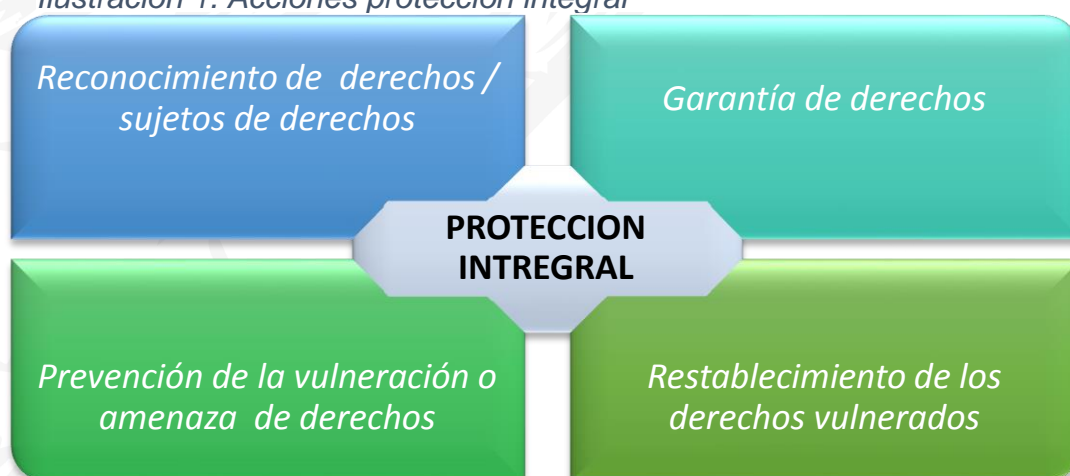 Ilustración 1. Acciones protección integral
Reconocimiento de derechos /
sujetos de derechos
Garantía de derechos
PROTECCION
INTREGRAL
Prevención de la vulneración o
amenaza de derechos
Restablecimiento de los
derechos vulnerados